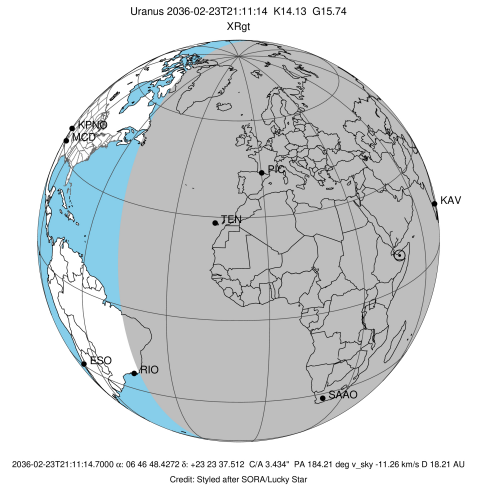 Uranus 2036-02-23T21:11:14 K14.13 G15.74
XRgt
KPNO
MCD
PIC
KAV
TEN
ESO
RIO
SAAO
2036-02-23T21:11:14.7000 α: 06 46 48.4272 δ: +23 23 37.512 C/A 3.434" PA 184.21 deg v_sky -11.26 km/s D 18.21 AU
Credit: Styled after SORA/Lucky Star